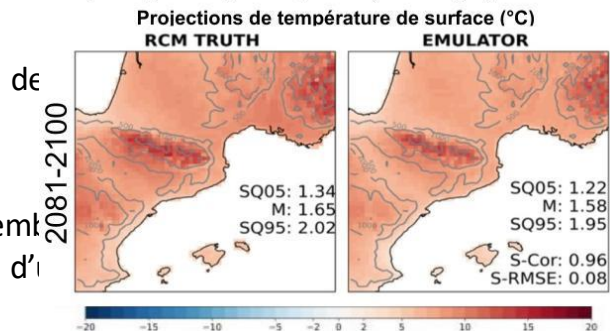 Projections de température de surface (°C)
RCM TRUTH
EMULATOR
de
2081-2100
SQ05: 1.34
M: 1.65
SQ95: 2.02
SQ05: 1.22
M: 1.58
SQ95: 1.95
S-Cor: 0.96
S-RMSE: 0.08
emb
d'u
−20 −15 −10 −5 −2 0 2 5 10 15 20